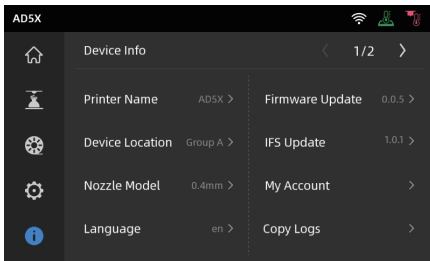 AD5X
Device Info
1/2
Printer Name
AD5X
Device Location
Group A
Nozzle Model
0.4mm
Language
en
Firmware Update
0.0.5
IFS Update
1.0.1
My Account
Copy Logs